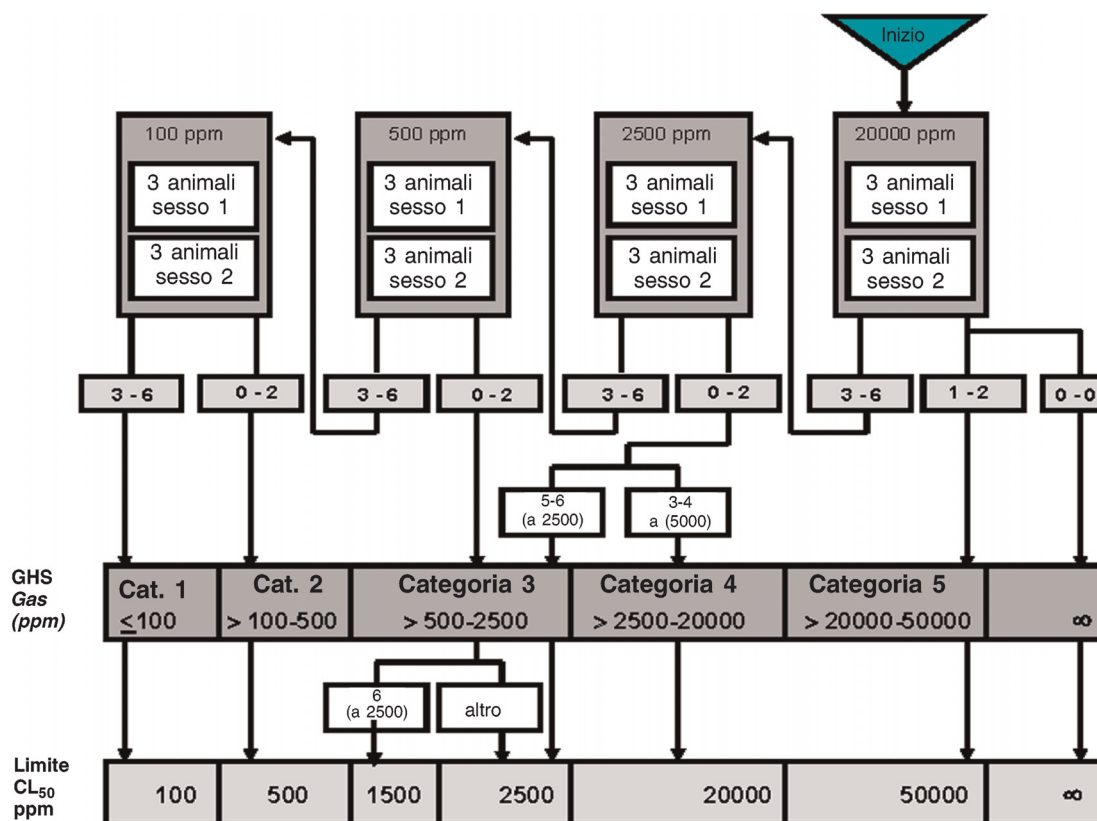 Inizio
100 ppm
500 ppm
2500 ppm
20000 ppm
3 animali
sesso 1
3 animali
sesso 2
3 animali
sesso 1
3 animali
sesso 2
3 animali
sesso 1
3 animali
sesso 2
3 animali
sesso 1
3 animali
sesso 2
3 - 6
0 - 2
3 - 6
0 - 2
3 - 6
0 - 2
3 - 6
1 - 2
0 - 0
5-6
(a 2500)
3-4
a (5000)
GHS
Gas
(ppm)
Cat. 1
≤100
Cat. 2
> 100-500
Categoria 3
> 500-2500
Categoria 4
> 2500-20000
Categoria 5
> 20000-50000
∞
6
(a 2500)
altro
Limite
CL50
ppm
100
500
1500
2500
20000
50000
∞